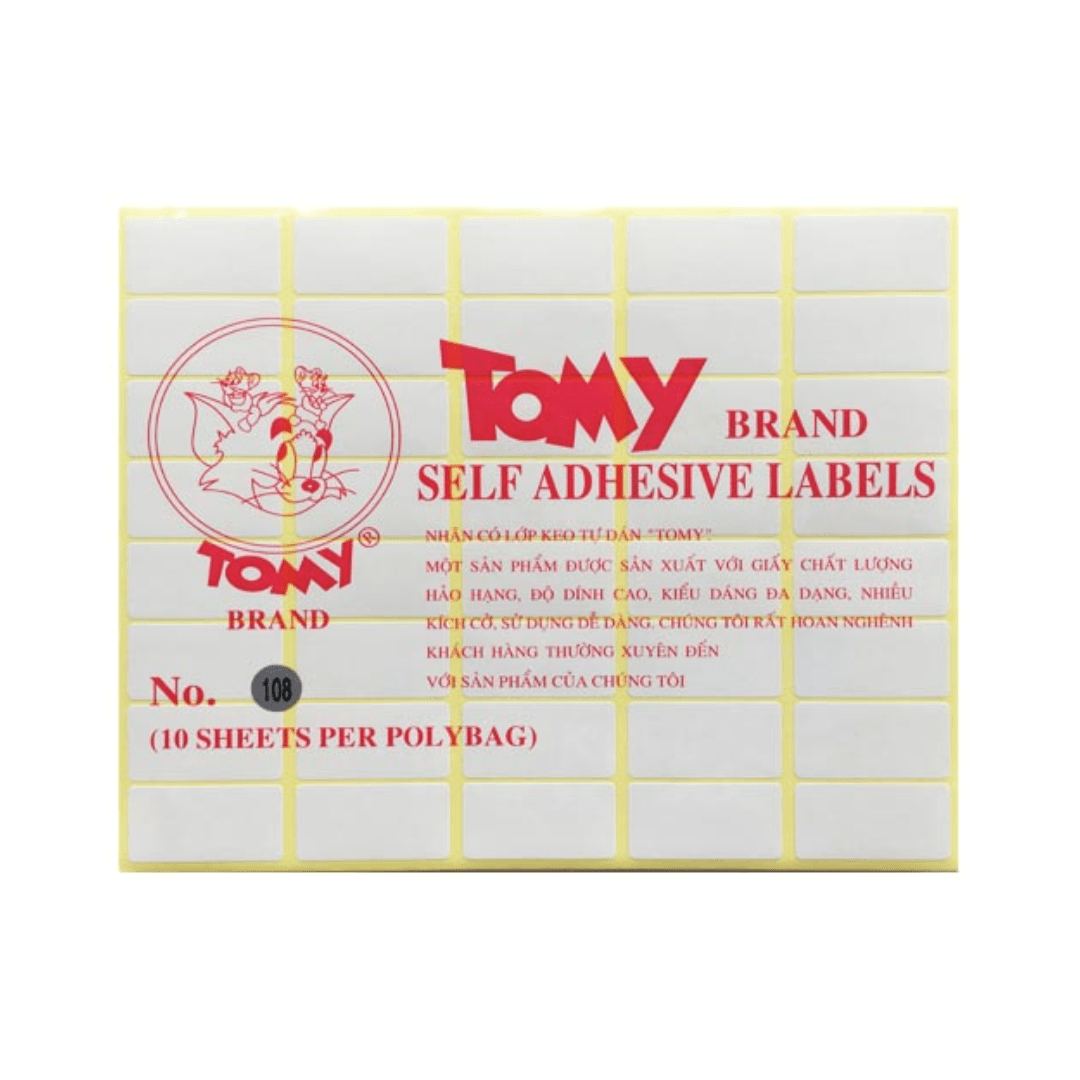 TOMY
BRAND
SELF ADHESIVE LABELS
NHÃN CÓ LỚP KEO TỰ DÁN "TOMY".
MỘT SẢN PHẨM ĐƯỢC SẢN XUẤT VỚI GIẤY CHẤT LƯỢNG
HẢO HẠNG, ĐỘ DÍNH CAO, KIỂU DÁNG ĐA DẠNG, NHIỀU
KÍCH CỞ, SỬ DỤNG DỄ DÀNG, CHÚNG TÔI RẤT HOAN NGHÊNH
KHÁCH HÀNG THƯỜNG XUYÊN ĐẾN
VỚI SẢN PHẨM CỦA CHÚNG TÔI
TOMY®
BRAND
No. 108
(10 SHEETS PER POLYBAG)